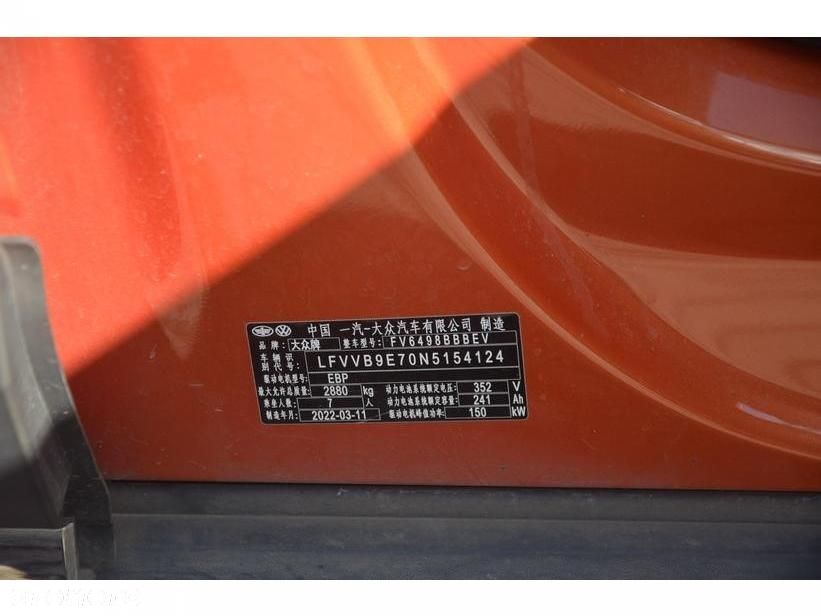 中国 一汽-大众汽车有限公司 制造
品牌: 大众牌 整车型号: FV6498BBBEV
车辆识别代号: LFVVB9E70N5154124
驱动电机型号: EBP
最大允许总质量: 2880 kg 动力电池系统额定电压: 352 V
乘坐人数: 7 人 动力电池系统额定容量: 241 Ah
制造年月: 2022-03-11 驱动电机峰值功率: 150 kW